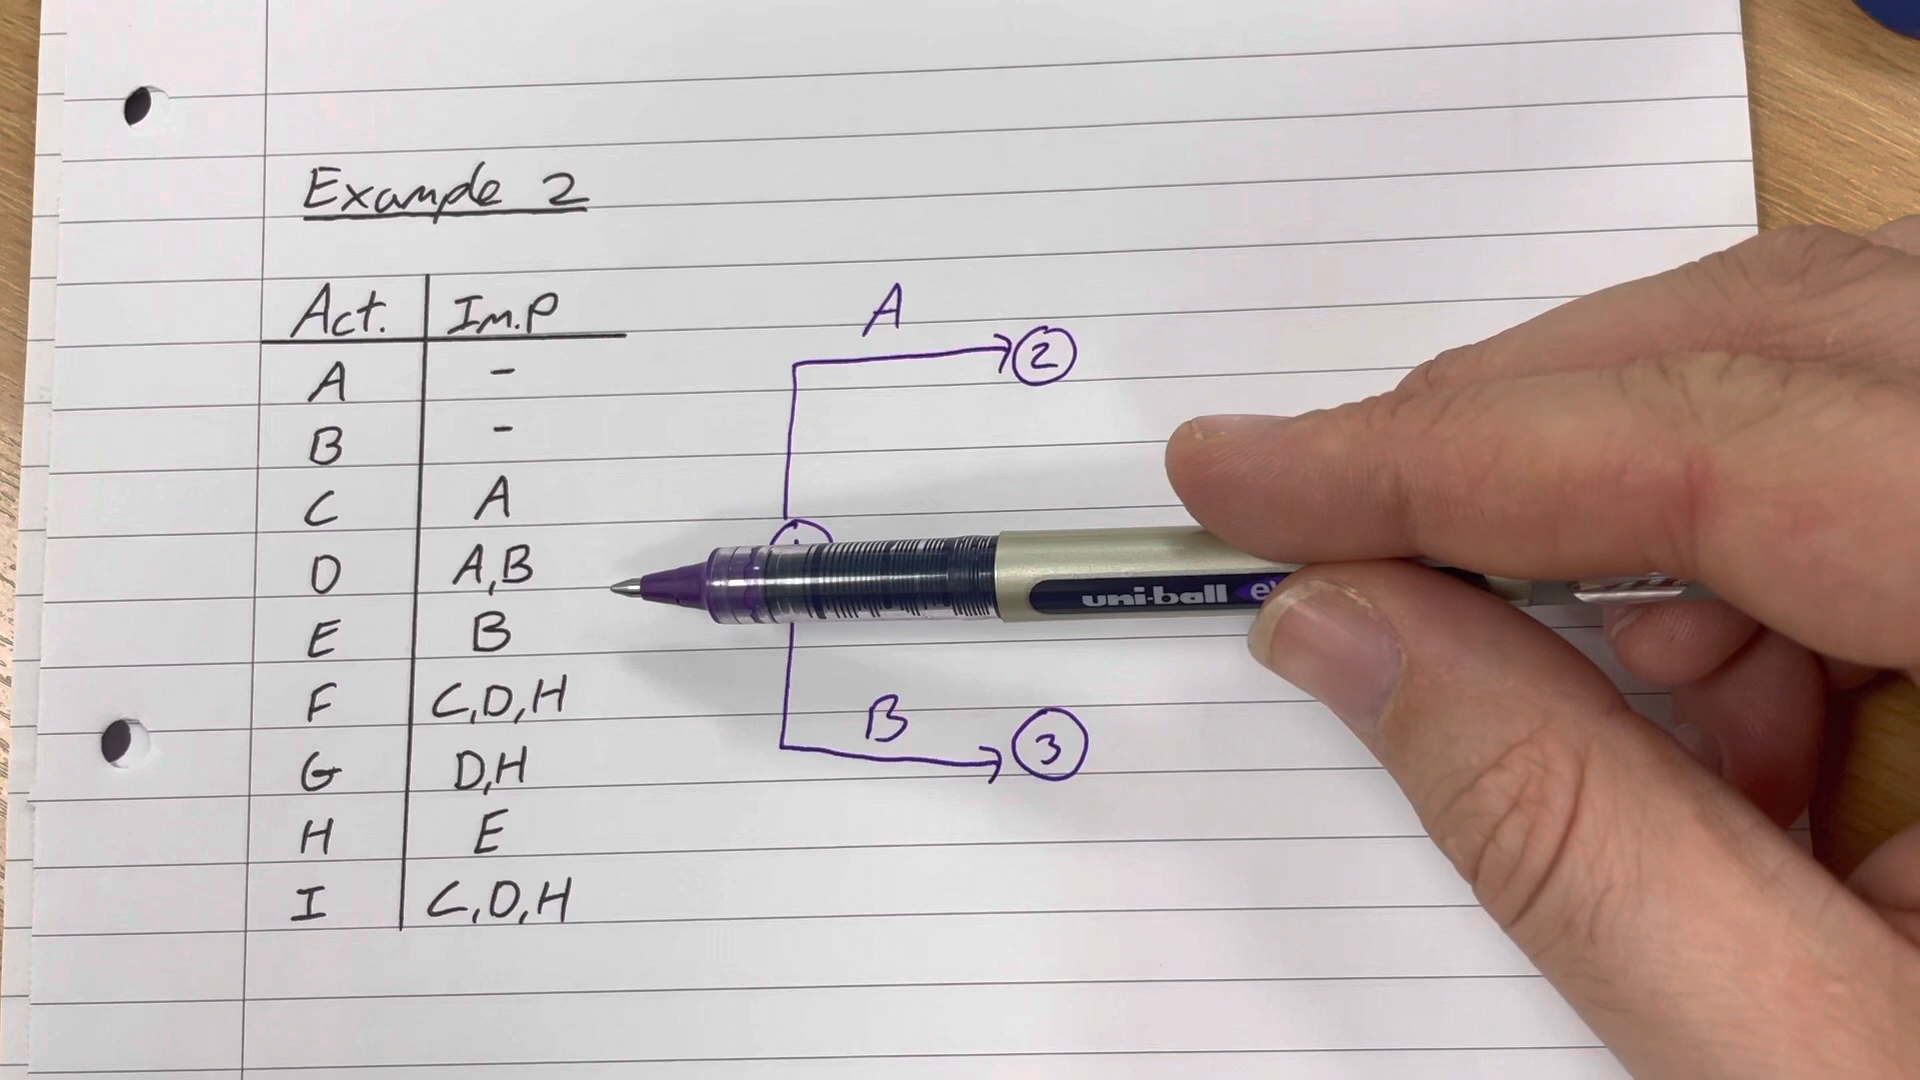 Example 2
Act. Im.P
A -
B -
C A
D A,B
E B
F C,D,H
G D,H
H E
I C,D,H
A
2
B
3
uni-ball